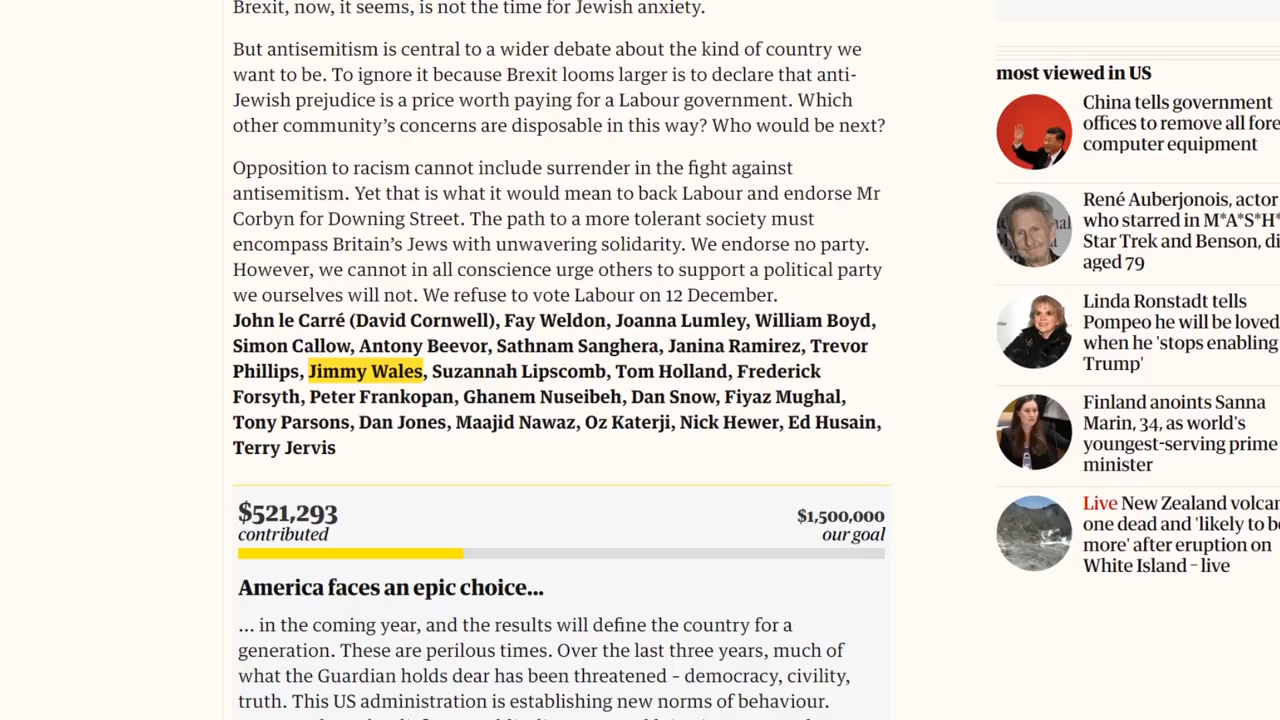 Brexit, now, it seems, is not the time for Jewish anxiety.
But antisemitism is central to a wider debate about the kind of country we
want to be. To ignore it because Brexit looms larger is to declare that anti-
Jewish prejudice is a price worth paying for a Labour government. Which
other community’s concerns are disposable in this way? Who would be next?
Opposition to racism cannot include surrender in the fight against
antisemitism. Yet that is what it would mean to back Labour and endorse Mr
Corbyn for Downing Street. The path to a more tolerant society must
encompass Britain’s Jews with unwavering solidarity. We endorse no party.
However, we cannot in all conscience urge others to support a political party
we ourselves will not. We refuse to vote Labour on 12 December.
John le Carré (David Cornwell), Fay Weldon, Joanna Lumley, William Boyd,
Simon Callow, Antony Beevor, Sathnam Sanghera, Janina Ramirez, Trevor
Phillips, Jimmy Wales, Suzannah Lipscomb, Tom Holland, Frederick
Forsyth, Peter Frankopan, Ghanem Nuseibeh, Dan Snow, Fiyaz Mughal,
Tony Parsons, Dan Jones, Maajid Nawaz, Oz Katerji, Nick Hewer, Ed Husain,
Terry Jervis
$521,293
contributed
$1,500,000
our goal
America faces an epic choice...
... in the coming year, and the results will define the country for a
generation. These are perilous times. Over the last three years, much of
what the Guardian holds dear has been threatened – democracy, civility,
truth. This US administration is establishing new norms of behaviour.
most viewed in US
China tells government
offices to remove all fore
computer equipment
René Auberjonois, actor
who starred in M*A*S*H*
Star Trek and Benson, di
aged 79
Linda Ronstadt tells
Pompeo he will be loved
when he 'stops enabling
Trump'
Finland anoints Sanna
Marin, 34, as world's
youngest-serving prime
minister
Live New Zealand volcan
one dead and 'likely to be
more' after eruption on
White Island – live